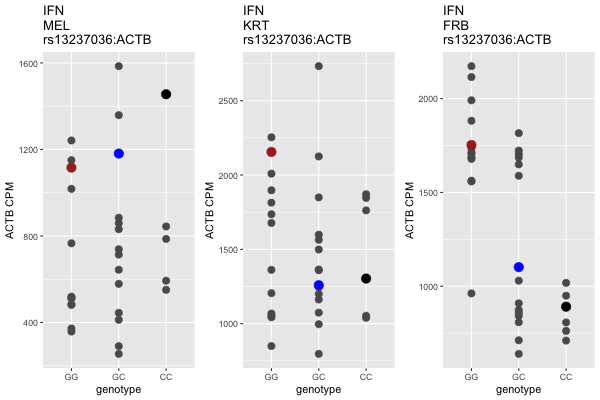 IFN
MEL
rs13237036:ACTB
1600
1200
800
400
ACTB CPM
GG GC CC
genotype
IFN
KRT
rs13237036:ACTB
2500
2000
1500
1000
ACTB CPM
GG GC CC
genotype
IFN
FRB
rs13237036:ACTB
2000
1500
1000
ACTB CPM
GG GC CC
genotype